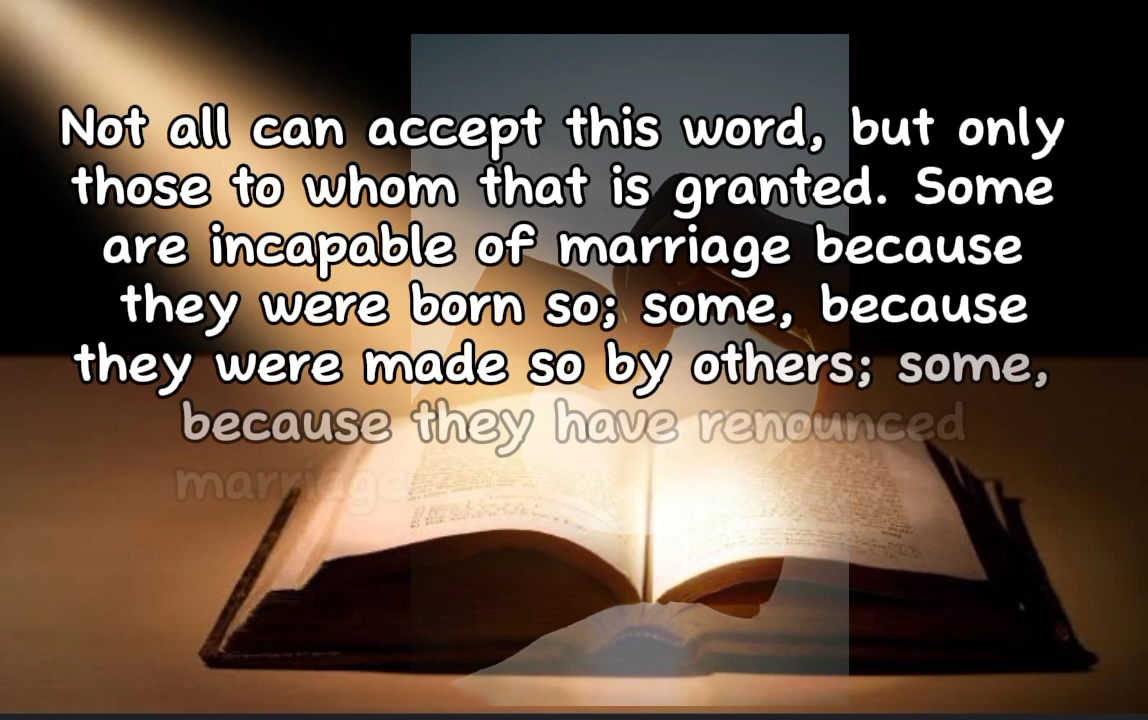 Not all can accept this word, but only
those to whom that is granted. Some
are incapable of marriage because
they were born so; some, because
they were made so by others; some,
because they have renounced
marriage